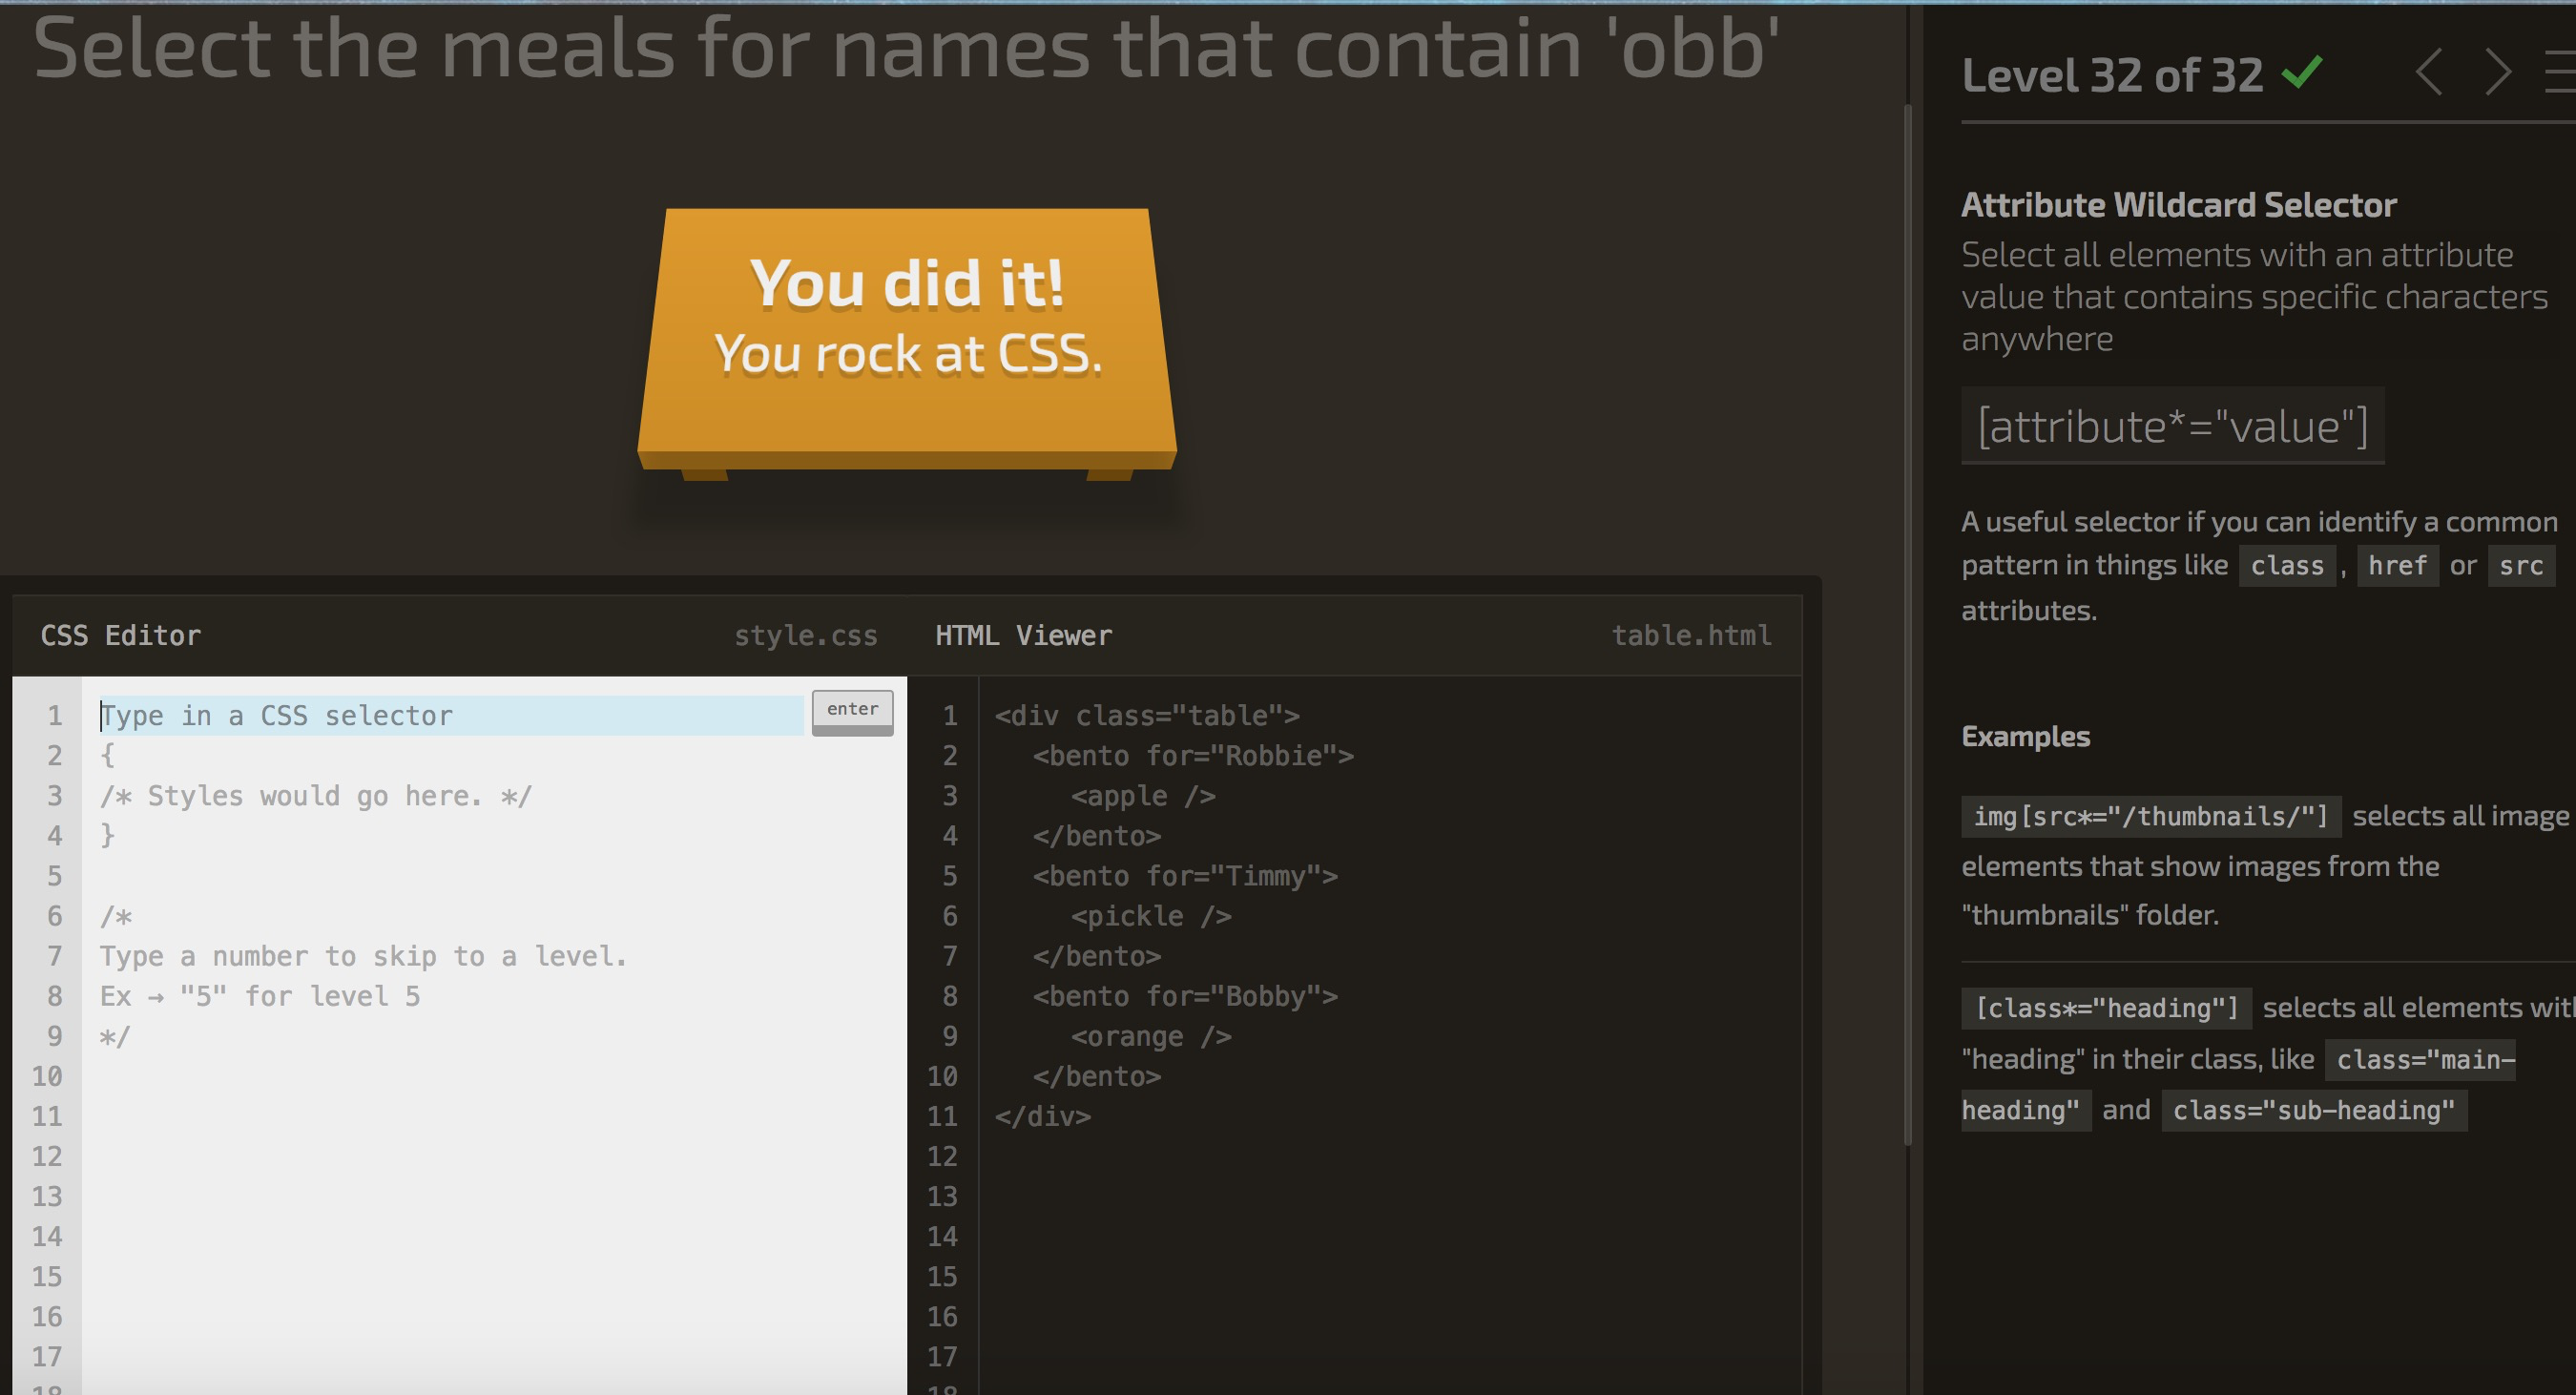 Select the meals for names that contain 'obb'
You did it!
You rock at CSS.
CSS Editor style.css
1 Type in a CSS selector enter
2 {
3 /* Styles would go here. */
4 }
5
6 /*
7 Type a number to skip to a level.
8 Ex → "5" for level 5
9 */
10
11
12
13
14
15
16
17
18
HTML Viewer table.html
1 <div class="table">
2 <bento for="Robbie">
3 <apple />
4 </bento>
5 <bento for="Timmy">
6 <pickle />
7 </bento>
8 <bento for="Bobby">
9 <orange />
10 </bento>
11 </div>
12
13
14
15
16
17
18
Level 32 of 32 ✓
Attribute Wildcard Selector
Select all elements with an attribute
value that contains specific characters
anywhere
[attribute*="value"]
A useful selector if you can identify a common
pattern in things like class , href or src
attributes.
Examples
img[src*="/thumbnails/"] selects all image
elements that show images from the
"thumbnails" folder.
[class*="heading"] selects all elements with
"heading" in their class, like class="main-
heading" and class="sub-heading"